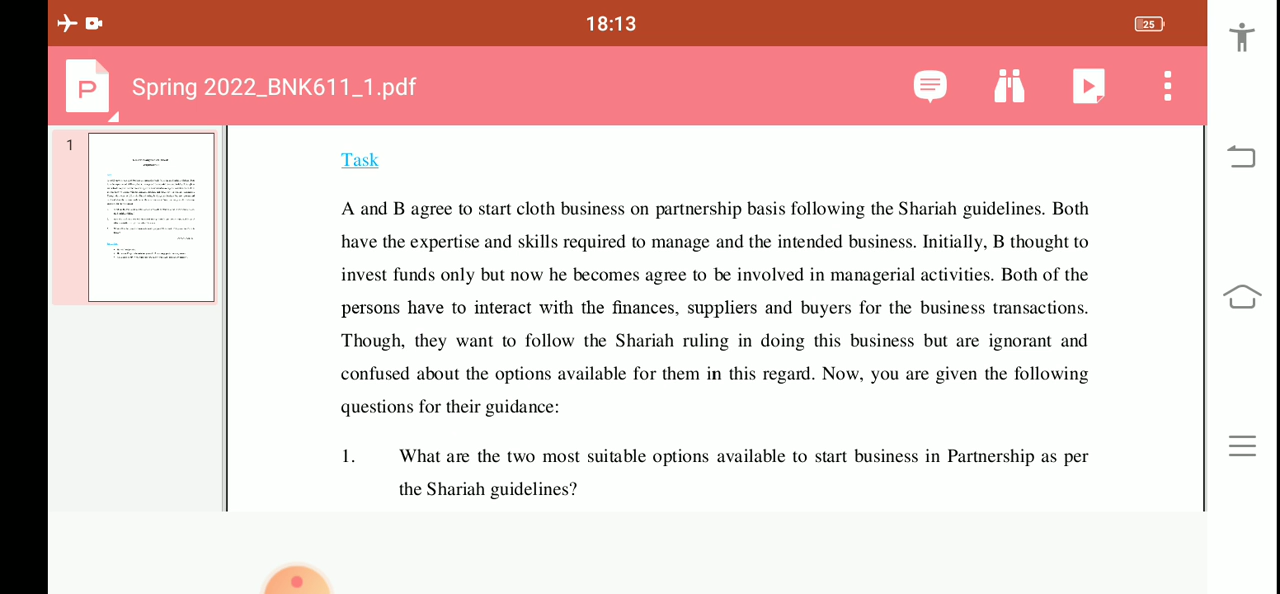 18:13
25
P
Spring 2022_BNK611_1.pdf
1
Task
A and B agree to start cloth business on partnership basis following the Shariah guidelines. Both
have the expertise and skills required to manage and the intended business. Initially, B thought to
invest funds only but now he becomes agree to be involved in managerial activities. Both of the
persons have to interact with the finances, suppliers and buyers for the business transactions.
Though, they want to follow the Shariah ruling in doing this business but are ignorant and
confused about the options available for them in this regard. Now, you are given the following
questions for their guidance:
1. What are the two most suitable options available to start business in Partnership as per
the Shariah guidelines?